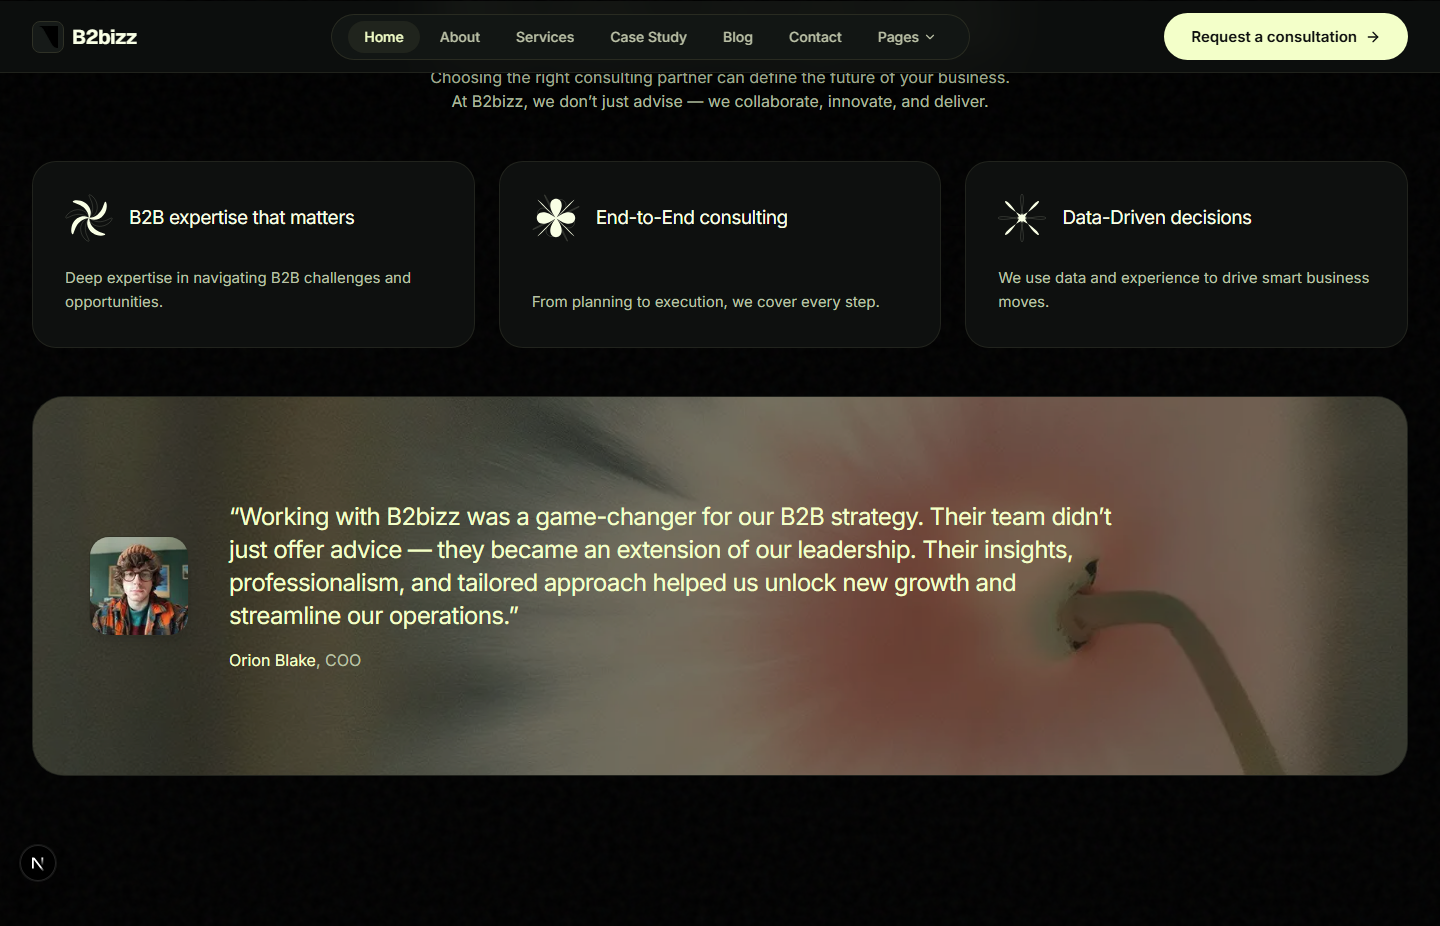 B2bizz
Home
About
Services
Case Study
Blog
Contact
Pages
Request a consultation
Choosing the right consulting partner can define the future of your business.
At B2bizz, we don’t just advise — we collaborate, innovate, and deliver.
B2B expertise that matters
Deep expertise in navigating B2B challenges and
opportunities.
End-to-End consulting
From planning to execution, we cover every step.
Data-Driven decisions
We use data and experience to drive smart business
moves.
“Working with B2bizz was a game-changer for our B2B strategy. Their team didn’t
just offer advice — they became an extension of our leadership. Their insights,
professionalism, and tailored approach helped us unlock new growth and
streamline our operations.”
Orion Blake, COO
N